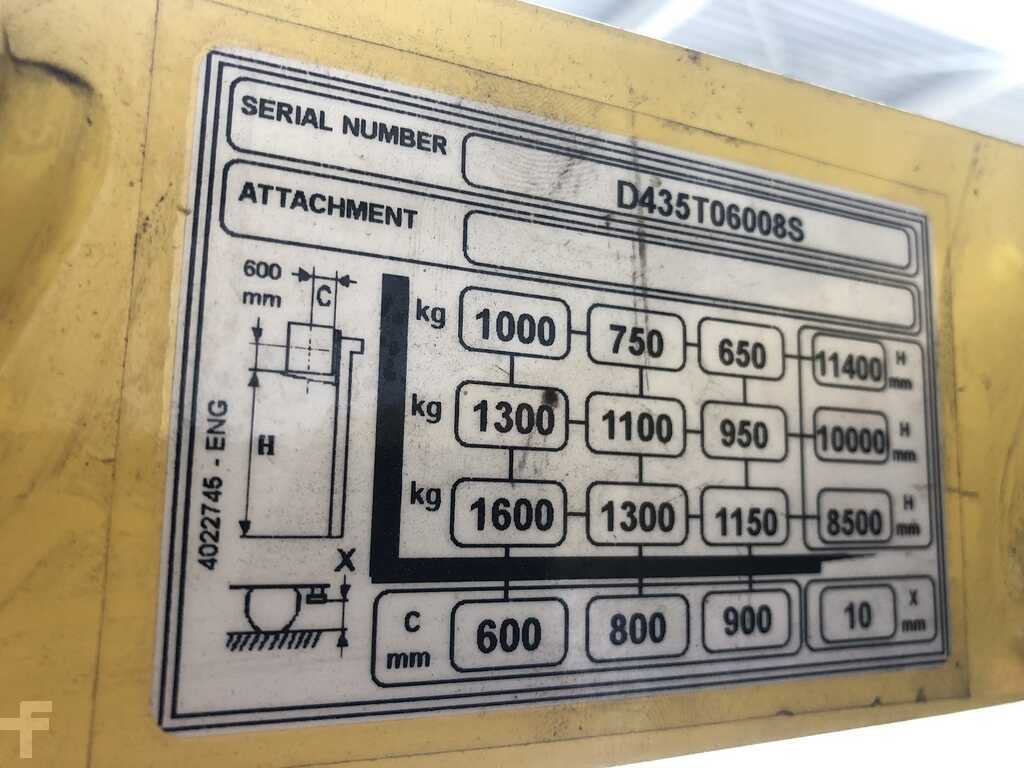 SERIAL NUMBER D435T06008S
ATTACHMENT
600 mm C
kg 1000 750 650 11400 H mm
kg 1300 1100 950 10000 H mm
H
kg 1600 1300 1150 8500 H mm
X
C mm 600 800 900 10 X mm
4022745 - ENG
F